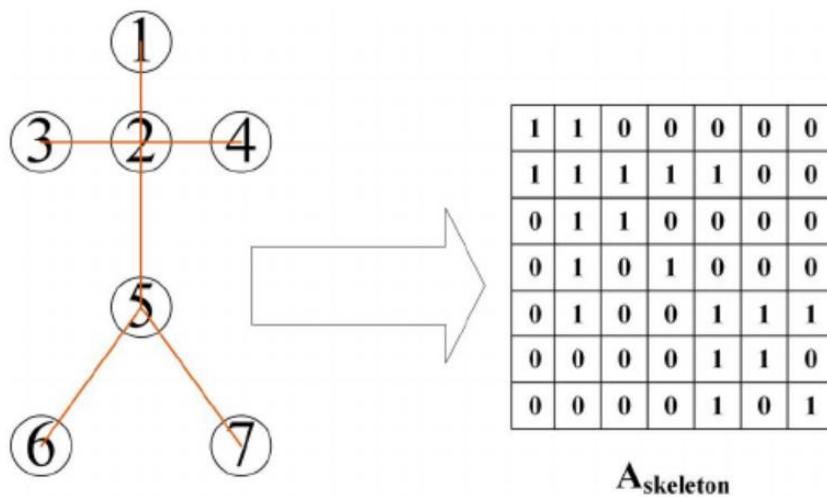 1
3 2 4
5
6 7
1 1 0 0 0 0 0
1 1 1 1 1 0 0
0 1 1 0 0 0 0
0 1 0 1 0 0 0
0 1 0 0 1 1 1
0 0 0 0 1 1 0
0 0 0 0 1 0 1
Askeleton